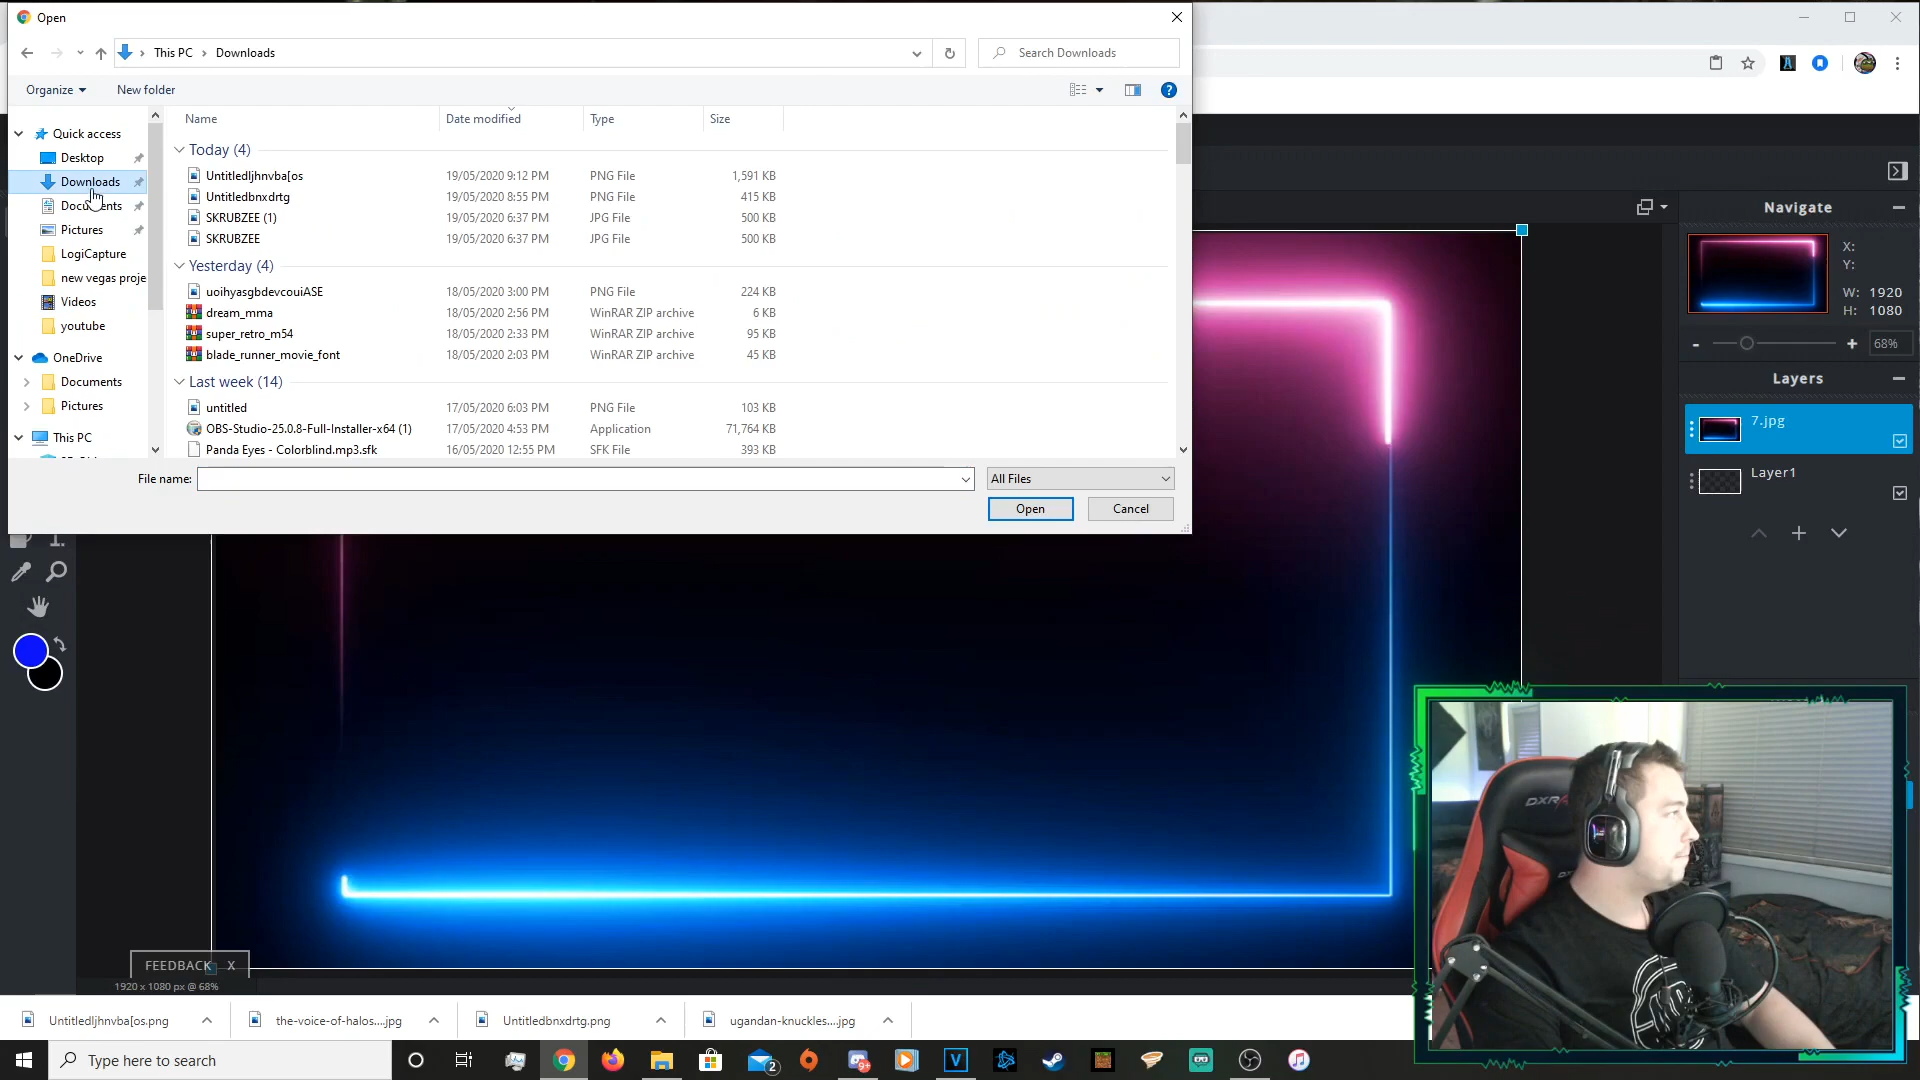 Open
This PC
Downloads
Search Downloads
Organize
New folder
Name
Date modified
Type
Size
Quick access
Desktop
Downloads
Documents
Pictures
LogiCapture
new vegas proje
Videos
youtube
OneDrive
Documents
Pictures
This PC
Today (4)
Untitledljhnvba[os 19/05/2020 9:12 PM PNG File 1,591 KB
Untitledbnxdrtg 19/05/2020 8:55 PM PNG File 415 KB
SKRUBZEE (1) 19/05/2020 6:37 PM JPG File 500 KB
SKRUBZEE 19/05/2020 6:37 PM JPG File 500 KB
Yesterday (4)
uoihyasgbdevcouiASE 18/05/2020 3:00 PM PNG File 224 KB
dream_mma 18/05/2020 2:56 PM WinRAR ZIP archive 6 KB
super_retro_m54 18/05/2020 2:33 PM WinRAR ZIP archive 95 KB
blade_runner_movie_font 18/05/2020 2:03 PM WinRAR ZIP archive 45 KB
Last week (14)
untitled 17/05/2020 6:03 PM PNG File 103 KB
OBS-Studio-25.0.8-Full-Installer-x64 (1) 17/05/2020 4:53 PM Application 71,764 KB
Panda Eyes - Colorblind.mp3.sfk 16/05/2020 12:55 PM SFK File 393 KB
File name:
All Files
Open
Cancel
Navigate
X:
Y:
W: 1920
H: 1080
- + 68%
Layers
7.jpg
Layer1
FEEDBACK X
1920 x 1080 px @ 68%
Untitledljhnvba[os.png
the-voice-of-halos....jpg
Untitledbnxdrtg.png
ugandan-knuckles....jpg
Type here to search
2
9+
V
DXRA